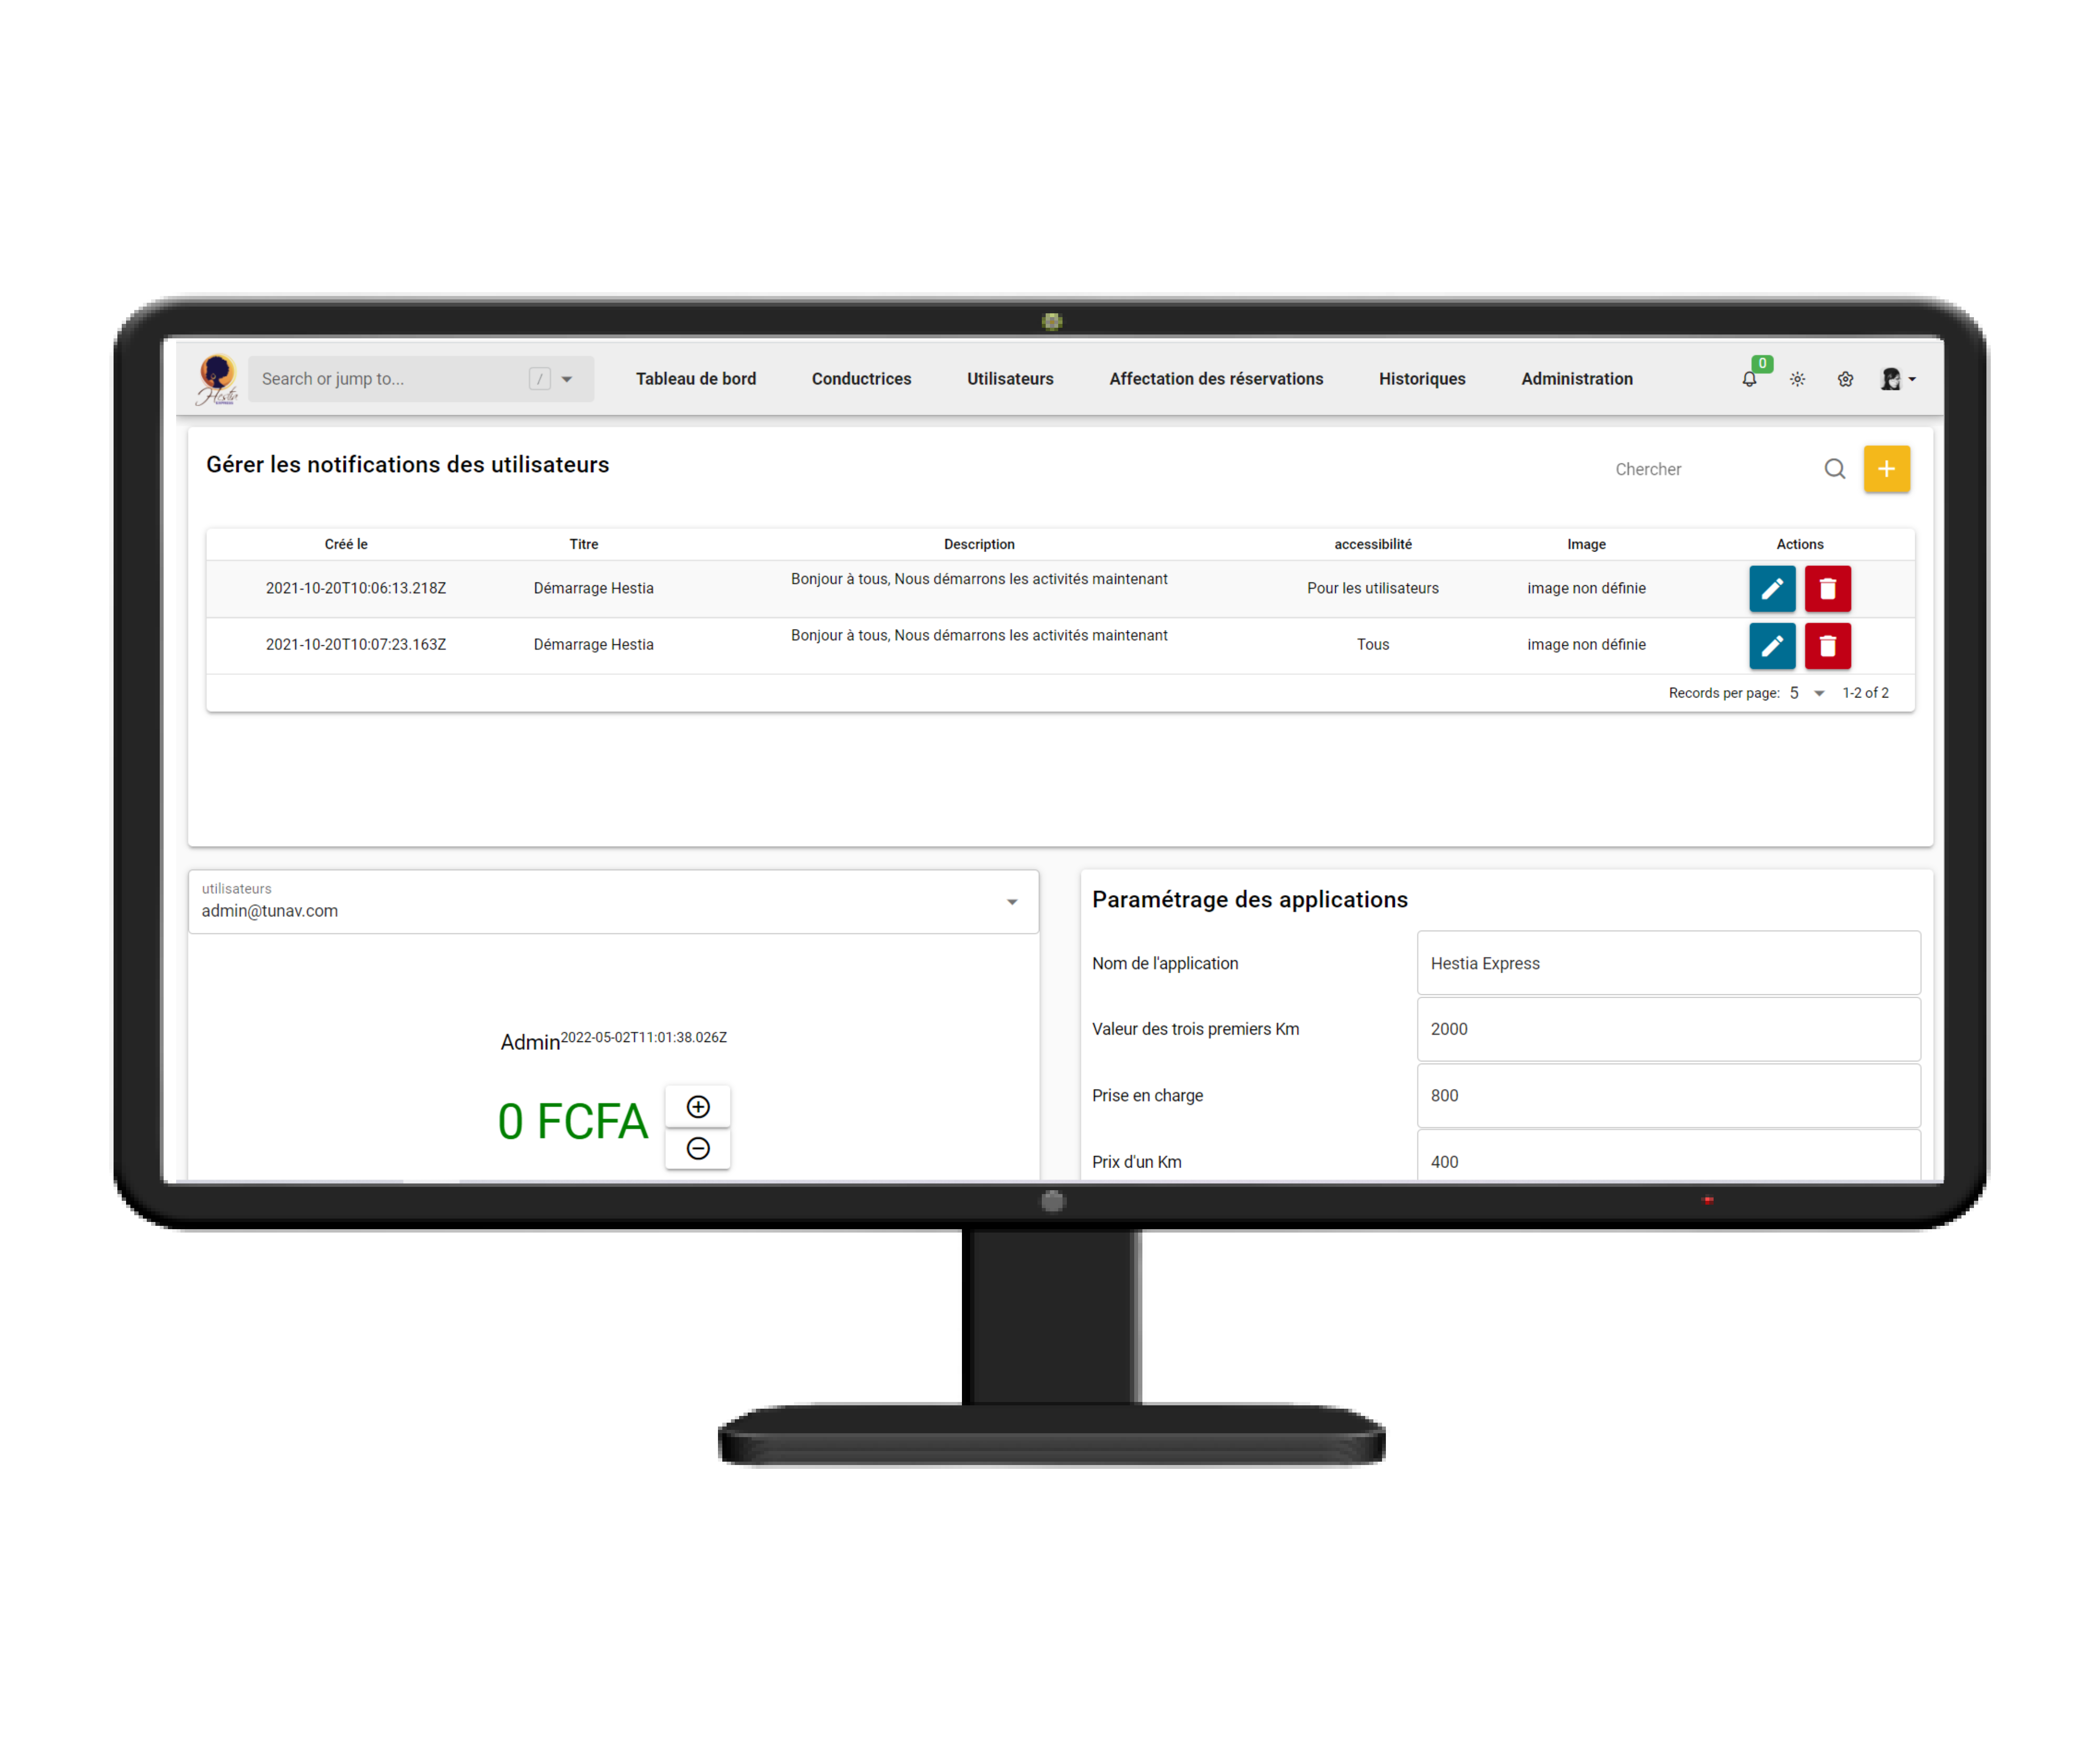 Hestia
EXPRESS
Search or jump to... /
Tableau de bord Conductrices Utilisateurs Affectation des réservations Historiques Administration
0
Gérer les notifications des utilisateurs
Chercher
+
Créé le Titre Description accessibilité Image Actions
2021-10-20T10:06:13.218Z Démarrage Hestia Bonjour à tous, Nous démarrons les activités maintenant Pour les utilisateurs image non définie
2021-10-20T10:07:23.163Z Démarrage Hestia Bonjour à tous, Nous démarrons les activités maintenant Tous image non définie
Records per page: 5 1-2 of 2
utilisateurs
admin@tunav.com
Admin2022-05-02T11:01:38.026Z
0 FCFA
Paramétrage des applications
Nom de l'application Hestia Express
Valeur des trois premiers Km 2000
Prise en charge 800
Prix d'un Km 400